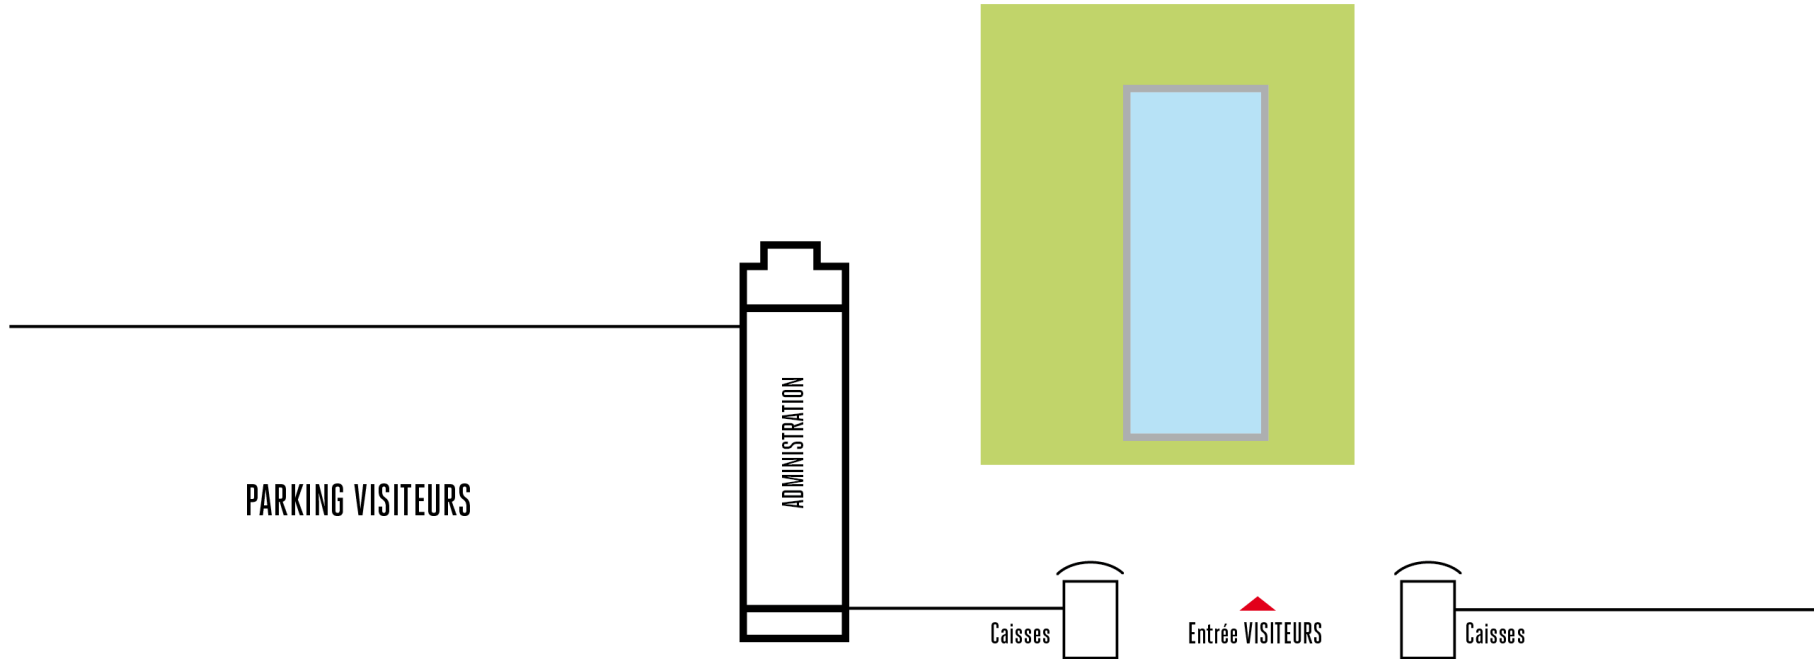 ADMINISTRATION
PARKING VISITEURS
Caisses
Entrée VISITEURS
Caisses